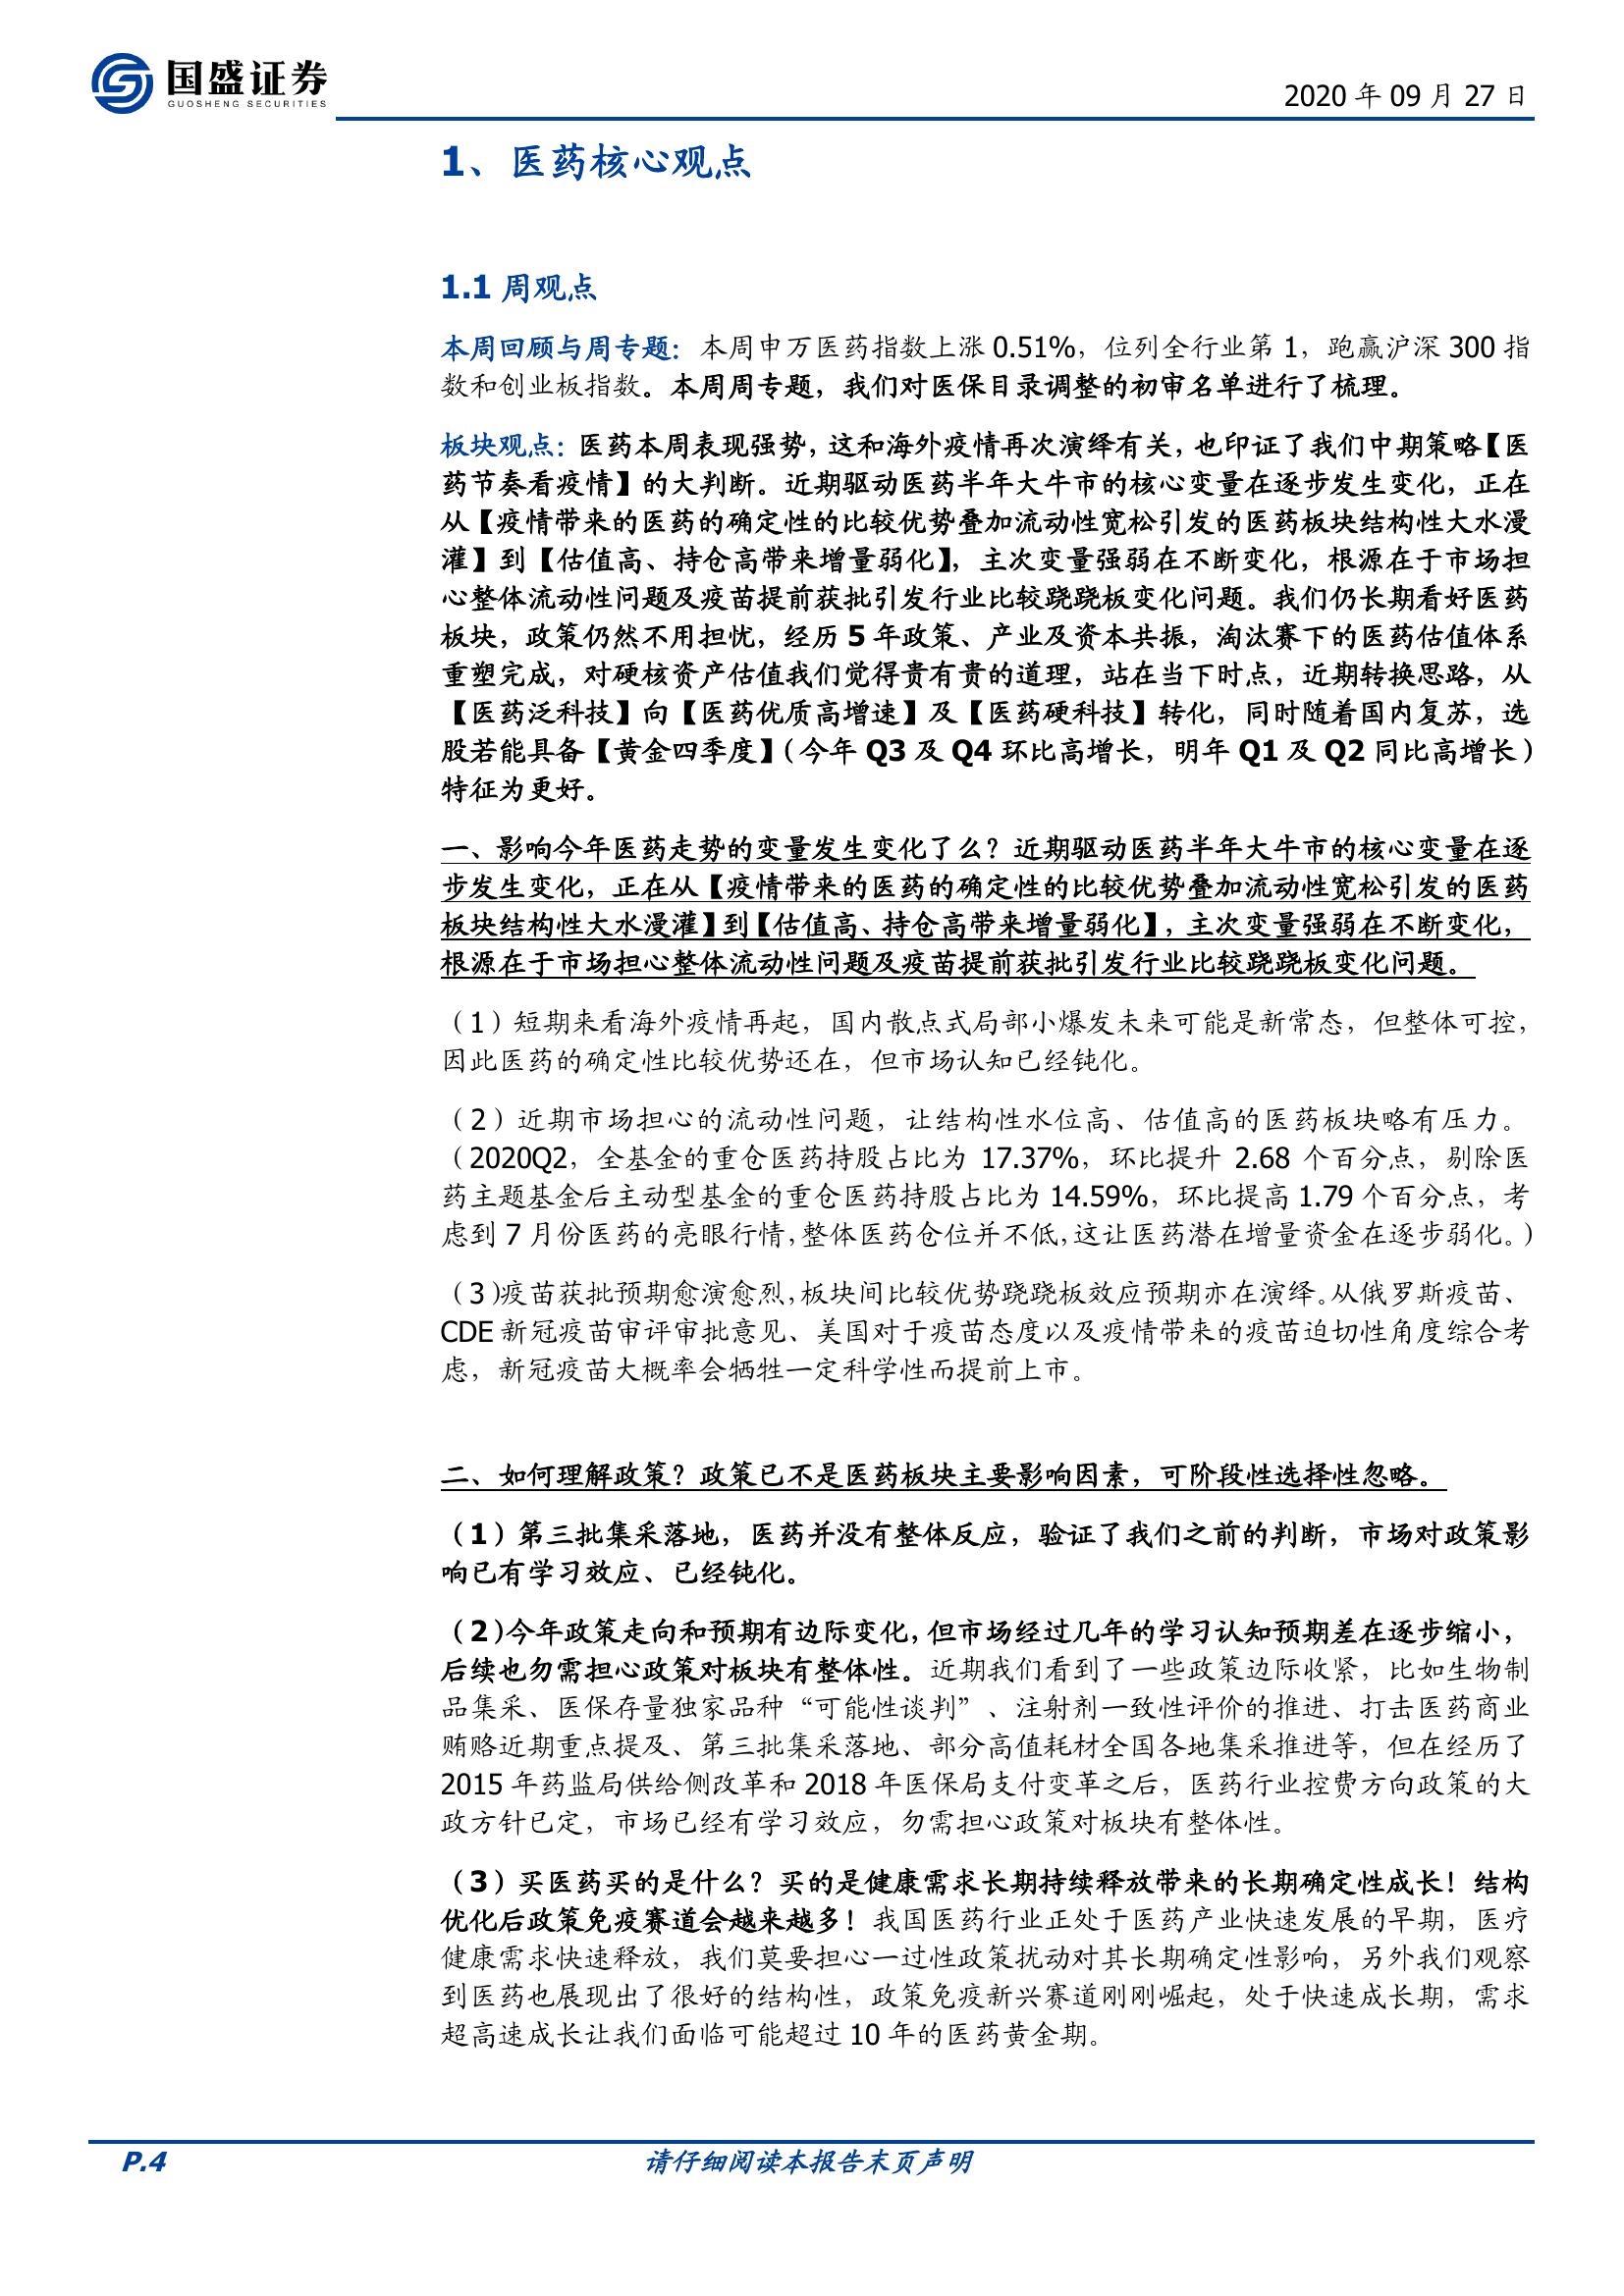 国盛证券
GUOSHENG SECURITIES
2020 年 09 月 27 日
1、医药核心观点
1.1 周观点
本周回顾与周专题：本周申万医药指数上涨 0.51%，位列全行业第 1，跑赢沪深 300 指
数和创业板指数。本周周专题，我们对医保目录调整的初审名单进行了梳理。
板块观点：医药本周表现强势，这和海外疫情再次演绎有关，也印证了我们中期策略【医
药节奏看疫情】的大判断。近期驱动医药半年大牛市的核心变量在逐步发生变化，正在
从【疫情带来的医药的确定性的比较优势叠加流动性宽松引发的医药板块结构性大水漫
灌】到【估值高、持仓高带来增量弱化】，主次变量强弱在不断变化，根源在于市场担
心整体流动性问题及疫苗提前获批引发行业比较跷跷板变化问题。我们仍长期看好医药
板块，政策仍然不用担忧，经历 5 年政策、产业及资本共振，淘汰赛下的医药估值体系
重塑完成，对硬核资产估值我们觉得贵有贵的道理，站在当下时点，近期转换思路，从
【医药泛科技】向【医药优质高增速】及【医药硬科技】转化，同时随着国内复苏，选
股若能具备【黄金四季度】（今年 Q3 及 Q4 环比高增长，明年 Q1 及 Q2 同比高增长）
特征为更好。
一、影响今年医药走势的变量发生变化了么？近期驱动医药半年大牛市的核心变量在逐
步发生变化，正在从【疫情带来的医药的确定性的比较优势叠加流动性宽松引发的医药
板块结构性大水漫灌】到【估值高、持仓高带来增量弱化】，主次变量强弱在不断变化，
根源在于市场担心整体流动性问题及疫苗提前获批引发行业比较跷跷板变化问题。
（1）短期来看海外疫情再起，国内散点式局部小爆发未来可能是新常态，但整体可控，
因此医药的确定性比较优势还在，但市场认知已经钝化。
（2）近期市场担心的流动性问题，让结构性水位高、估值高的医药板块略有压力。
（2020Q2，全基金的重仓医药持股占比为 17.37%，环比提升 2.68 个百分点，剔除医
药主题基金后主动型基金的重仓医药持股占比为 14.59%，环比提高 1.79 个百分点，考
虑到 7 月份医药的亮眼行情，整体医药仓位并不低，这让医药潜在增量资金在逐步弱化。）
（3）疫苗获批预期愈演愈烈，板块间比较优势跷跷板效应预期亦在演绎。从俄罗斯疫苗、
CDE 新冠疫苗审评审批意见、美国对于疫苗态度以及疫情带来的疫苗迫切性角度综合考
虑，新冠疫苗大概率会牺牲一定科学性而提前上市。
二、如何理解政策？政策已不是医药板块主要影响因素，可阶段性选择性忽略。
（1）第三批集采落地，医药并没有整体反应，验证了我们之前的判断，市场对政策影
响已有学习效应、已经钝化。
（2）今年政策走向和预期有边际变化，但市场经过几年的学习认知预期差在逐步缩小，
后续也勿需担心政策对板块有整体性。近期我们看到了一些政策边际收紧，比如生物制
品集采、医保存量独家品种“可能性谈判”、注射剂一致性评价的推进、打击医药商业
贿赂近期重点提及、第三批集采落地、部分高值耗材全国各地集采推进等，但在经历了
2015 年药监局供给侧改革和 2018 年医保局支付变革之后，医药行业控费方向政策的大
政方针已定，市场已经有学习效应，勿需担心政策对板块有整体性。
（3）买医药买的是什么？买的是健康需求长期持续释放带来的长期确定性成长！结构
优化后政策免疫赛道会越来越多！我国医药行业正处于医药产业快速发展的早期，医疗
健康需求快速释放，我们莫要担心一过性政策扰动对其长期确定性影响，另外我们观察
到医药也展现出了很好的结构性，政策免疫新兴赛道刚刚崛起，处于快速成长期，需求
超高速成长让我们面临可能超过 10 年的医药黄金期。
P.4
请仔细阅读本报告末页声明